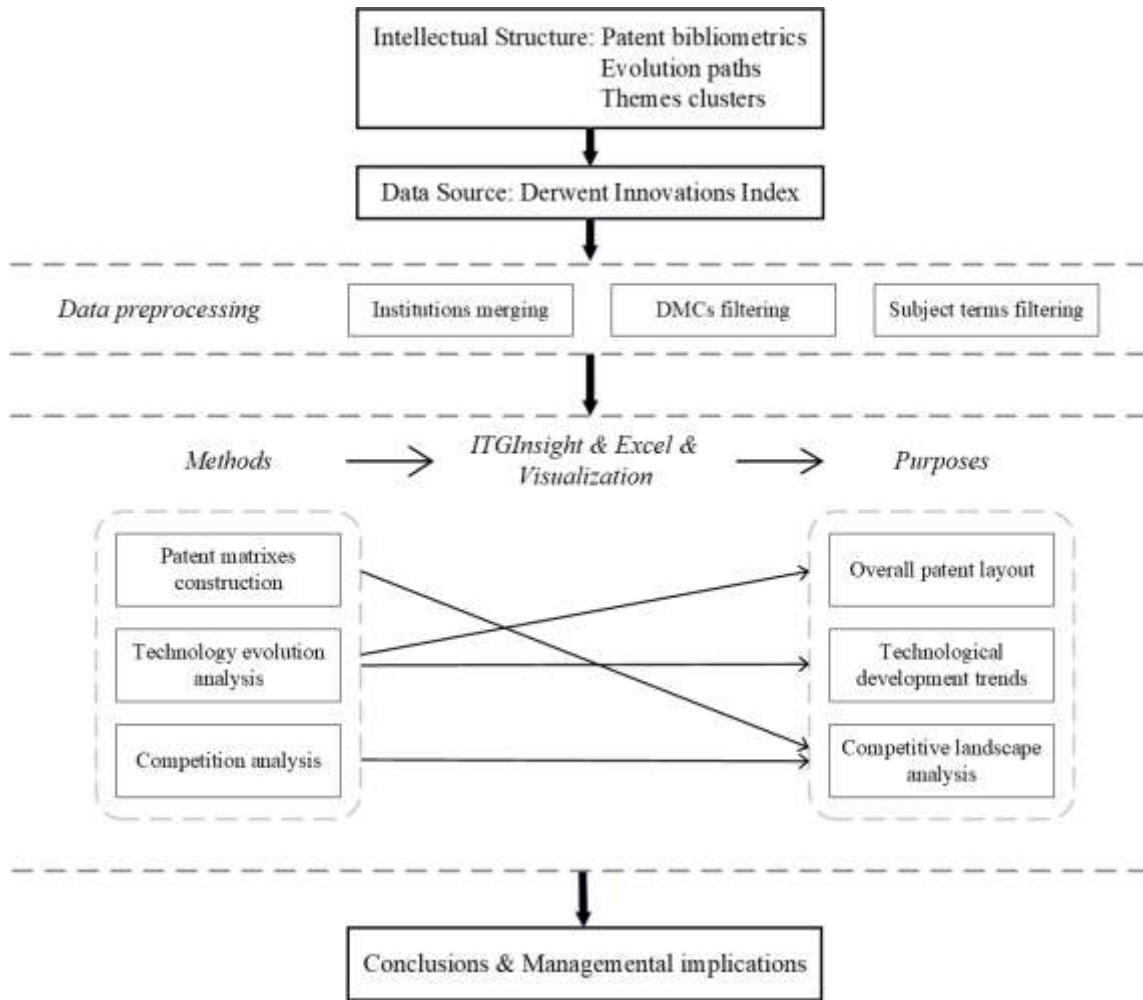 Intellectual Structure: Patent bibliometrics
Evolution paths
Themes clusters
Data Source: Derwent Innovations Index
Data preprocessing
Institutions merging
DMCs filtering
Subject terms filtering
Methods
ITGInsight & Excel &
Visualization
Purposes
Patent matrixes
construction
Overall patent layout
Technology evolution
analysis
Technological
development trends
Competition analysis
Competitive landscape
analysis
Conclusions & Managemental implications